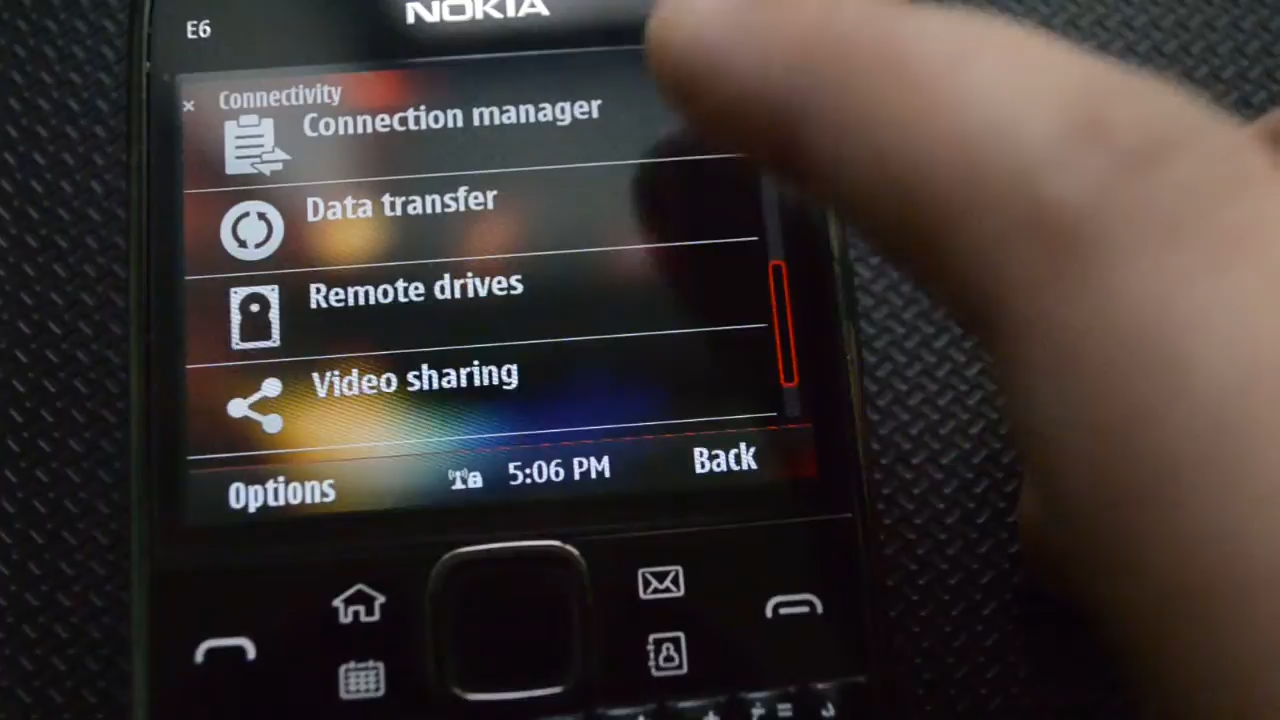 E6
NOKIA
Connectivity
Connection manager
Data transfer
Remote drives
Video sharing
Options
5:06 PM
Back